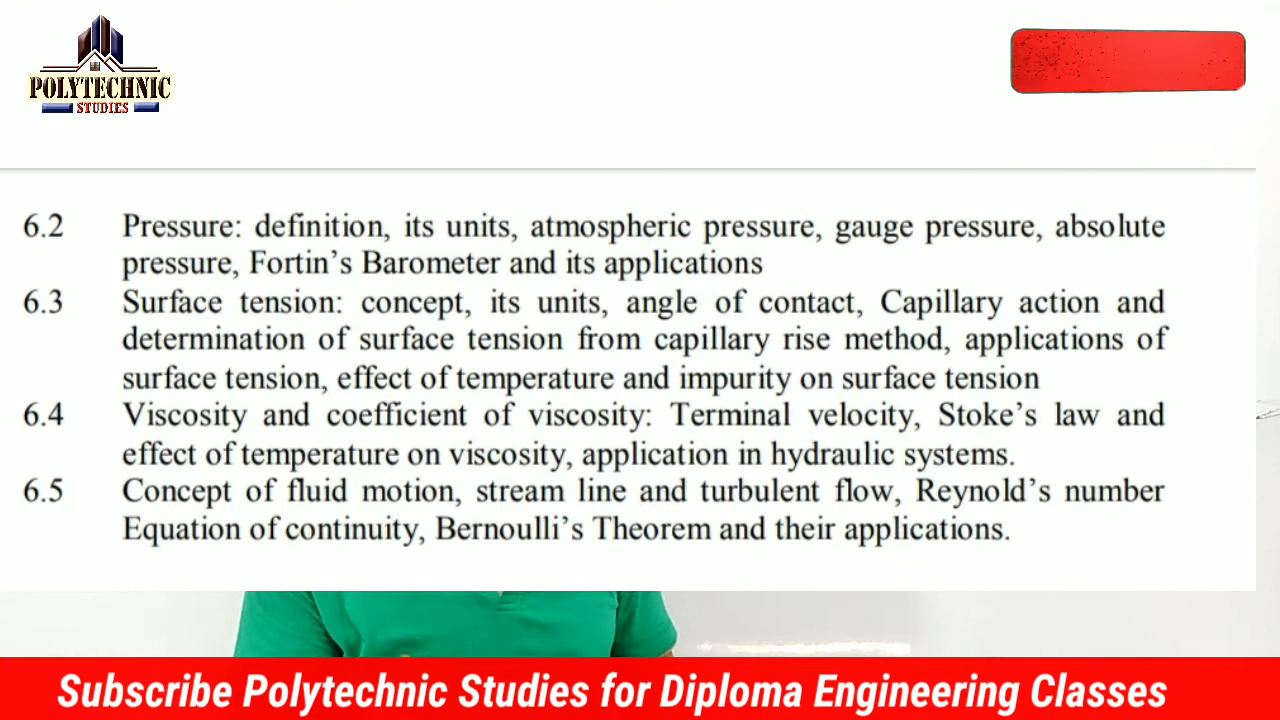 POLYTECHNIC
STUDIES
6.2 Pressure: definition, its units, atmospheric pressure, gauge pressure, absolute
pressure, Fortin’s Barometer and its applications
6.3 Surface tension: concept, its units, angle of contact, Capillary action and
determination of surface tension from capillary rise method, applications of
surface tension, effect of temperature and impurity on surface tension
6.4 Viscosity and coefficient of viscosity: Terminal velocity, Stoke’s law and
effect of temperature on viscosity, application in hydraulic systems.
6.5 Concept of fluid motion, stream line and turbulent flow, Reynold’s number
Equation of continuity, Bernoulli’s Theorem and their applications.
Subscribe Polytechnic Studies for Diploma Engineering Classes